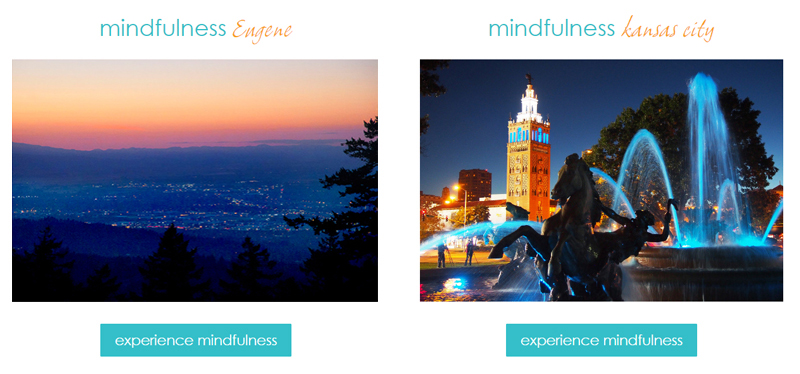 mindfulness Eugene
mindfulness kansas city
experience mindfulness
experience mindfulness